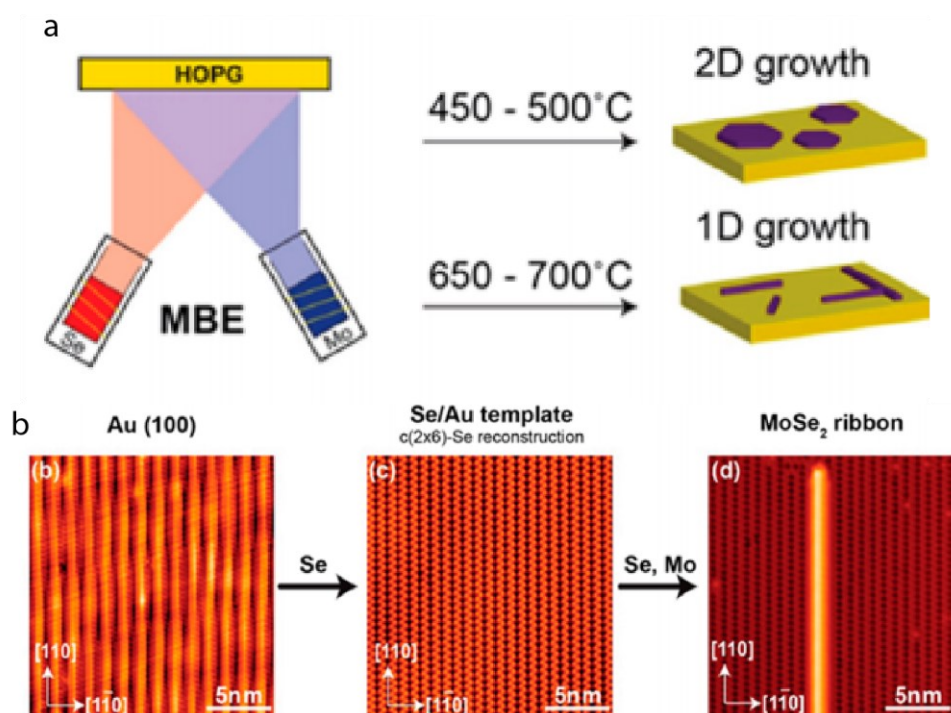 a
HOPG
Se
MBE
Mo
450 - 500°C
2D growth
650 - 700°C
1D growth
b
Au (100)
Se/Au template
c(2x6)-Se reconstruction
MoSe₂ ribbon
(b)
(c)
(d)
Se
Se, Mo
[110]
[11̅0]
5nm
[110]
[11̅0]
5nm
[110]
[11̅0]
5nm